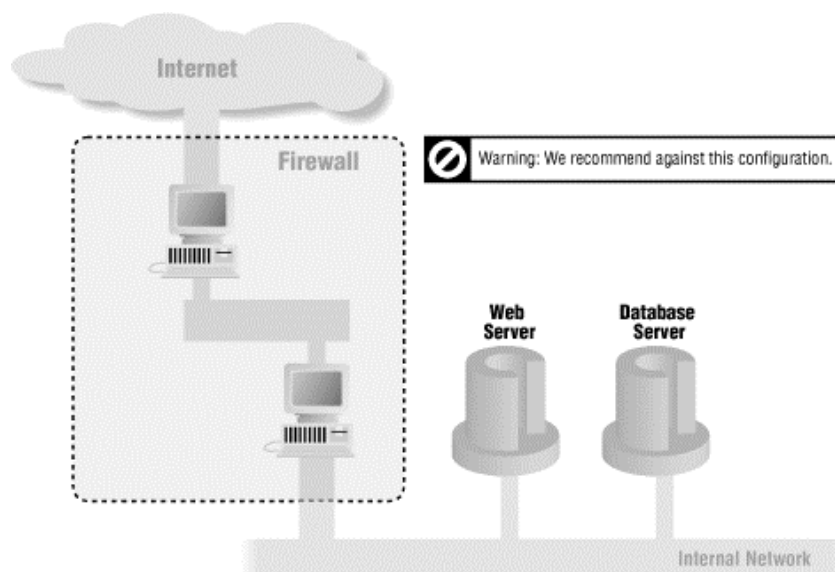 Internet
Firewall
Warning: We recommend against this configuration.
Web
Server
Database
Server
Internal Network